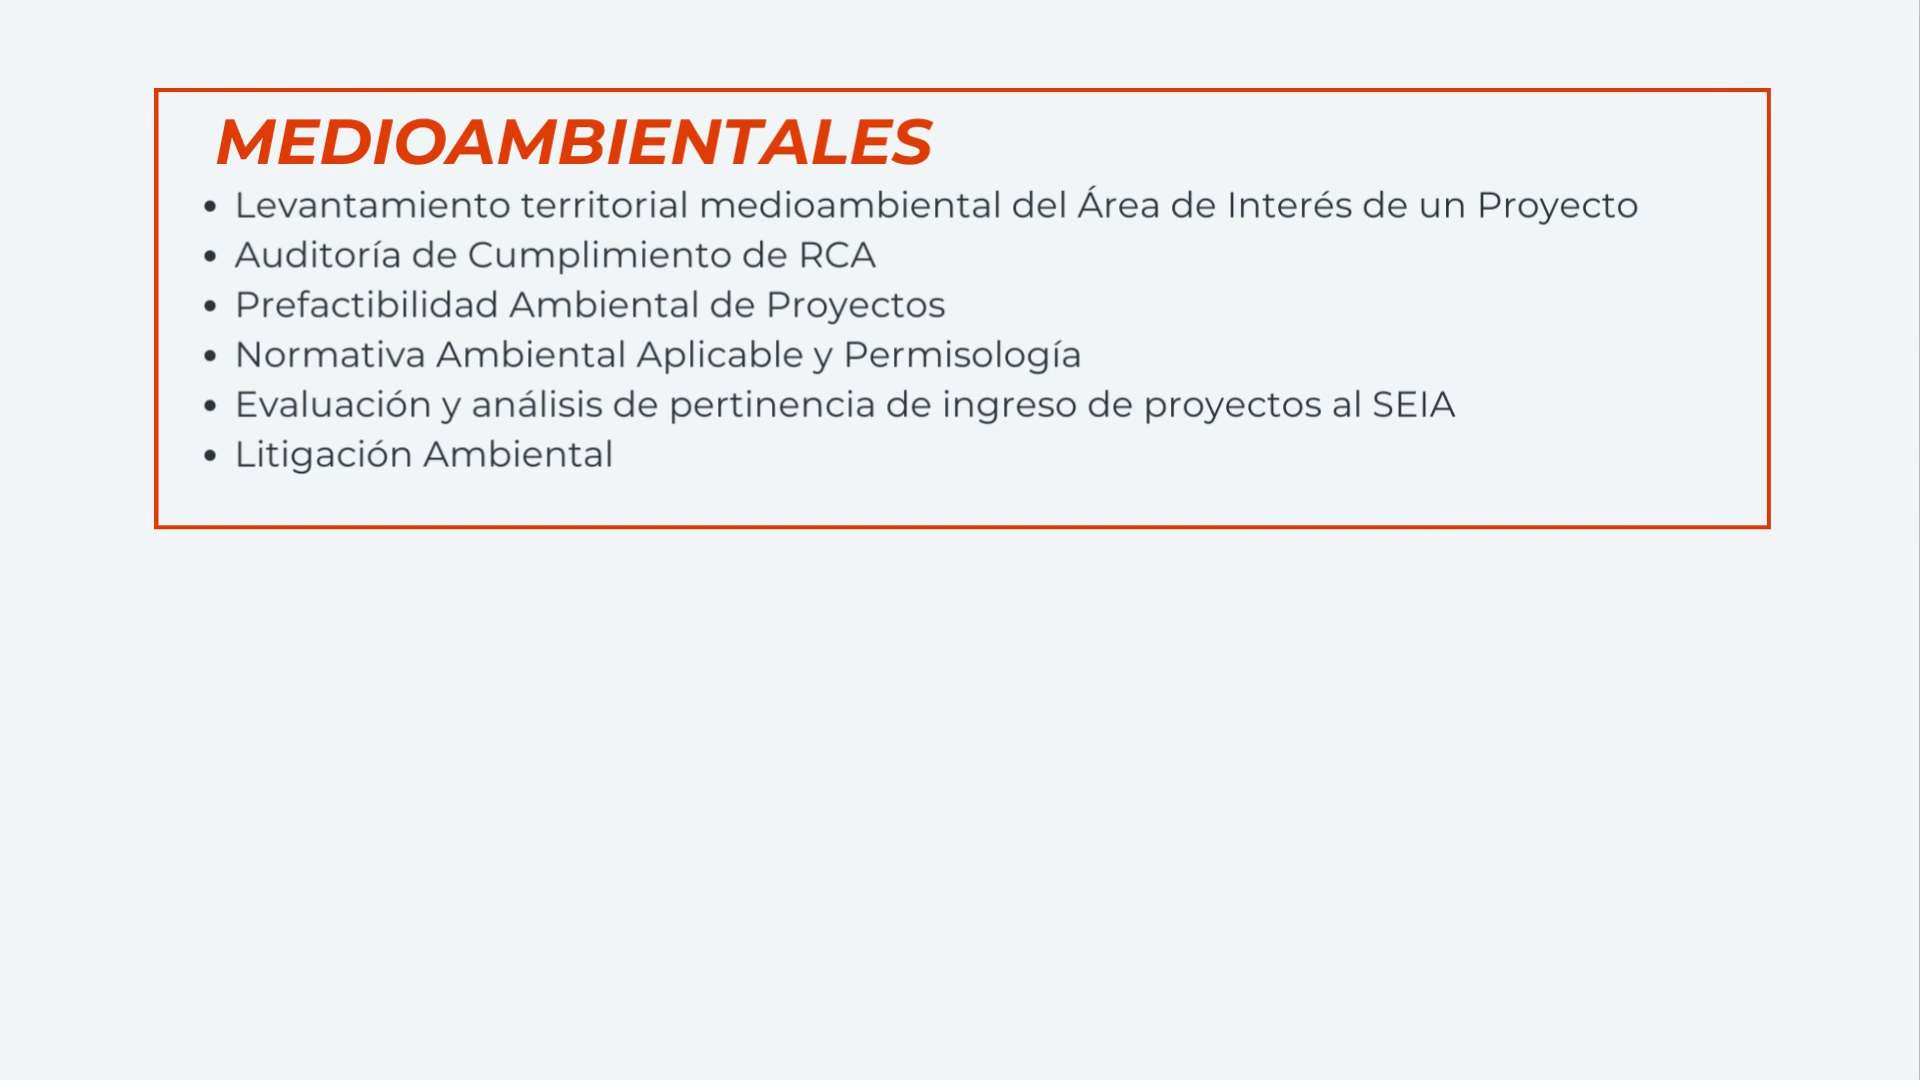 MEDIOAMBIENTALES
• Levantamiento territorial medioambiental del Área de Interés de un Proyecto
• Auditoría de Cumplimiento de RCA
• Prefactibilidad Ambiental de Proyectos
• Normativa Ambiental Aplicable y Permisología
• Evaluación y análisis de pertinencia de ingreso de proyectos al SEIA
• Litigación Ambiental